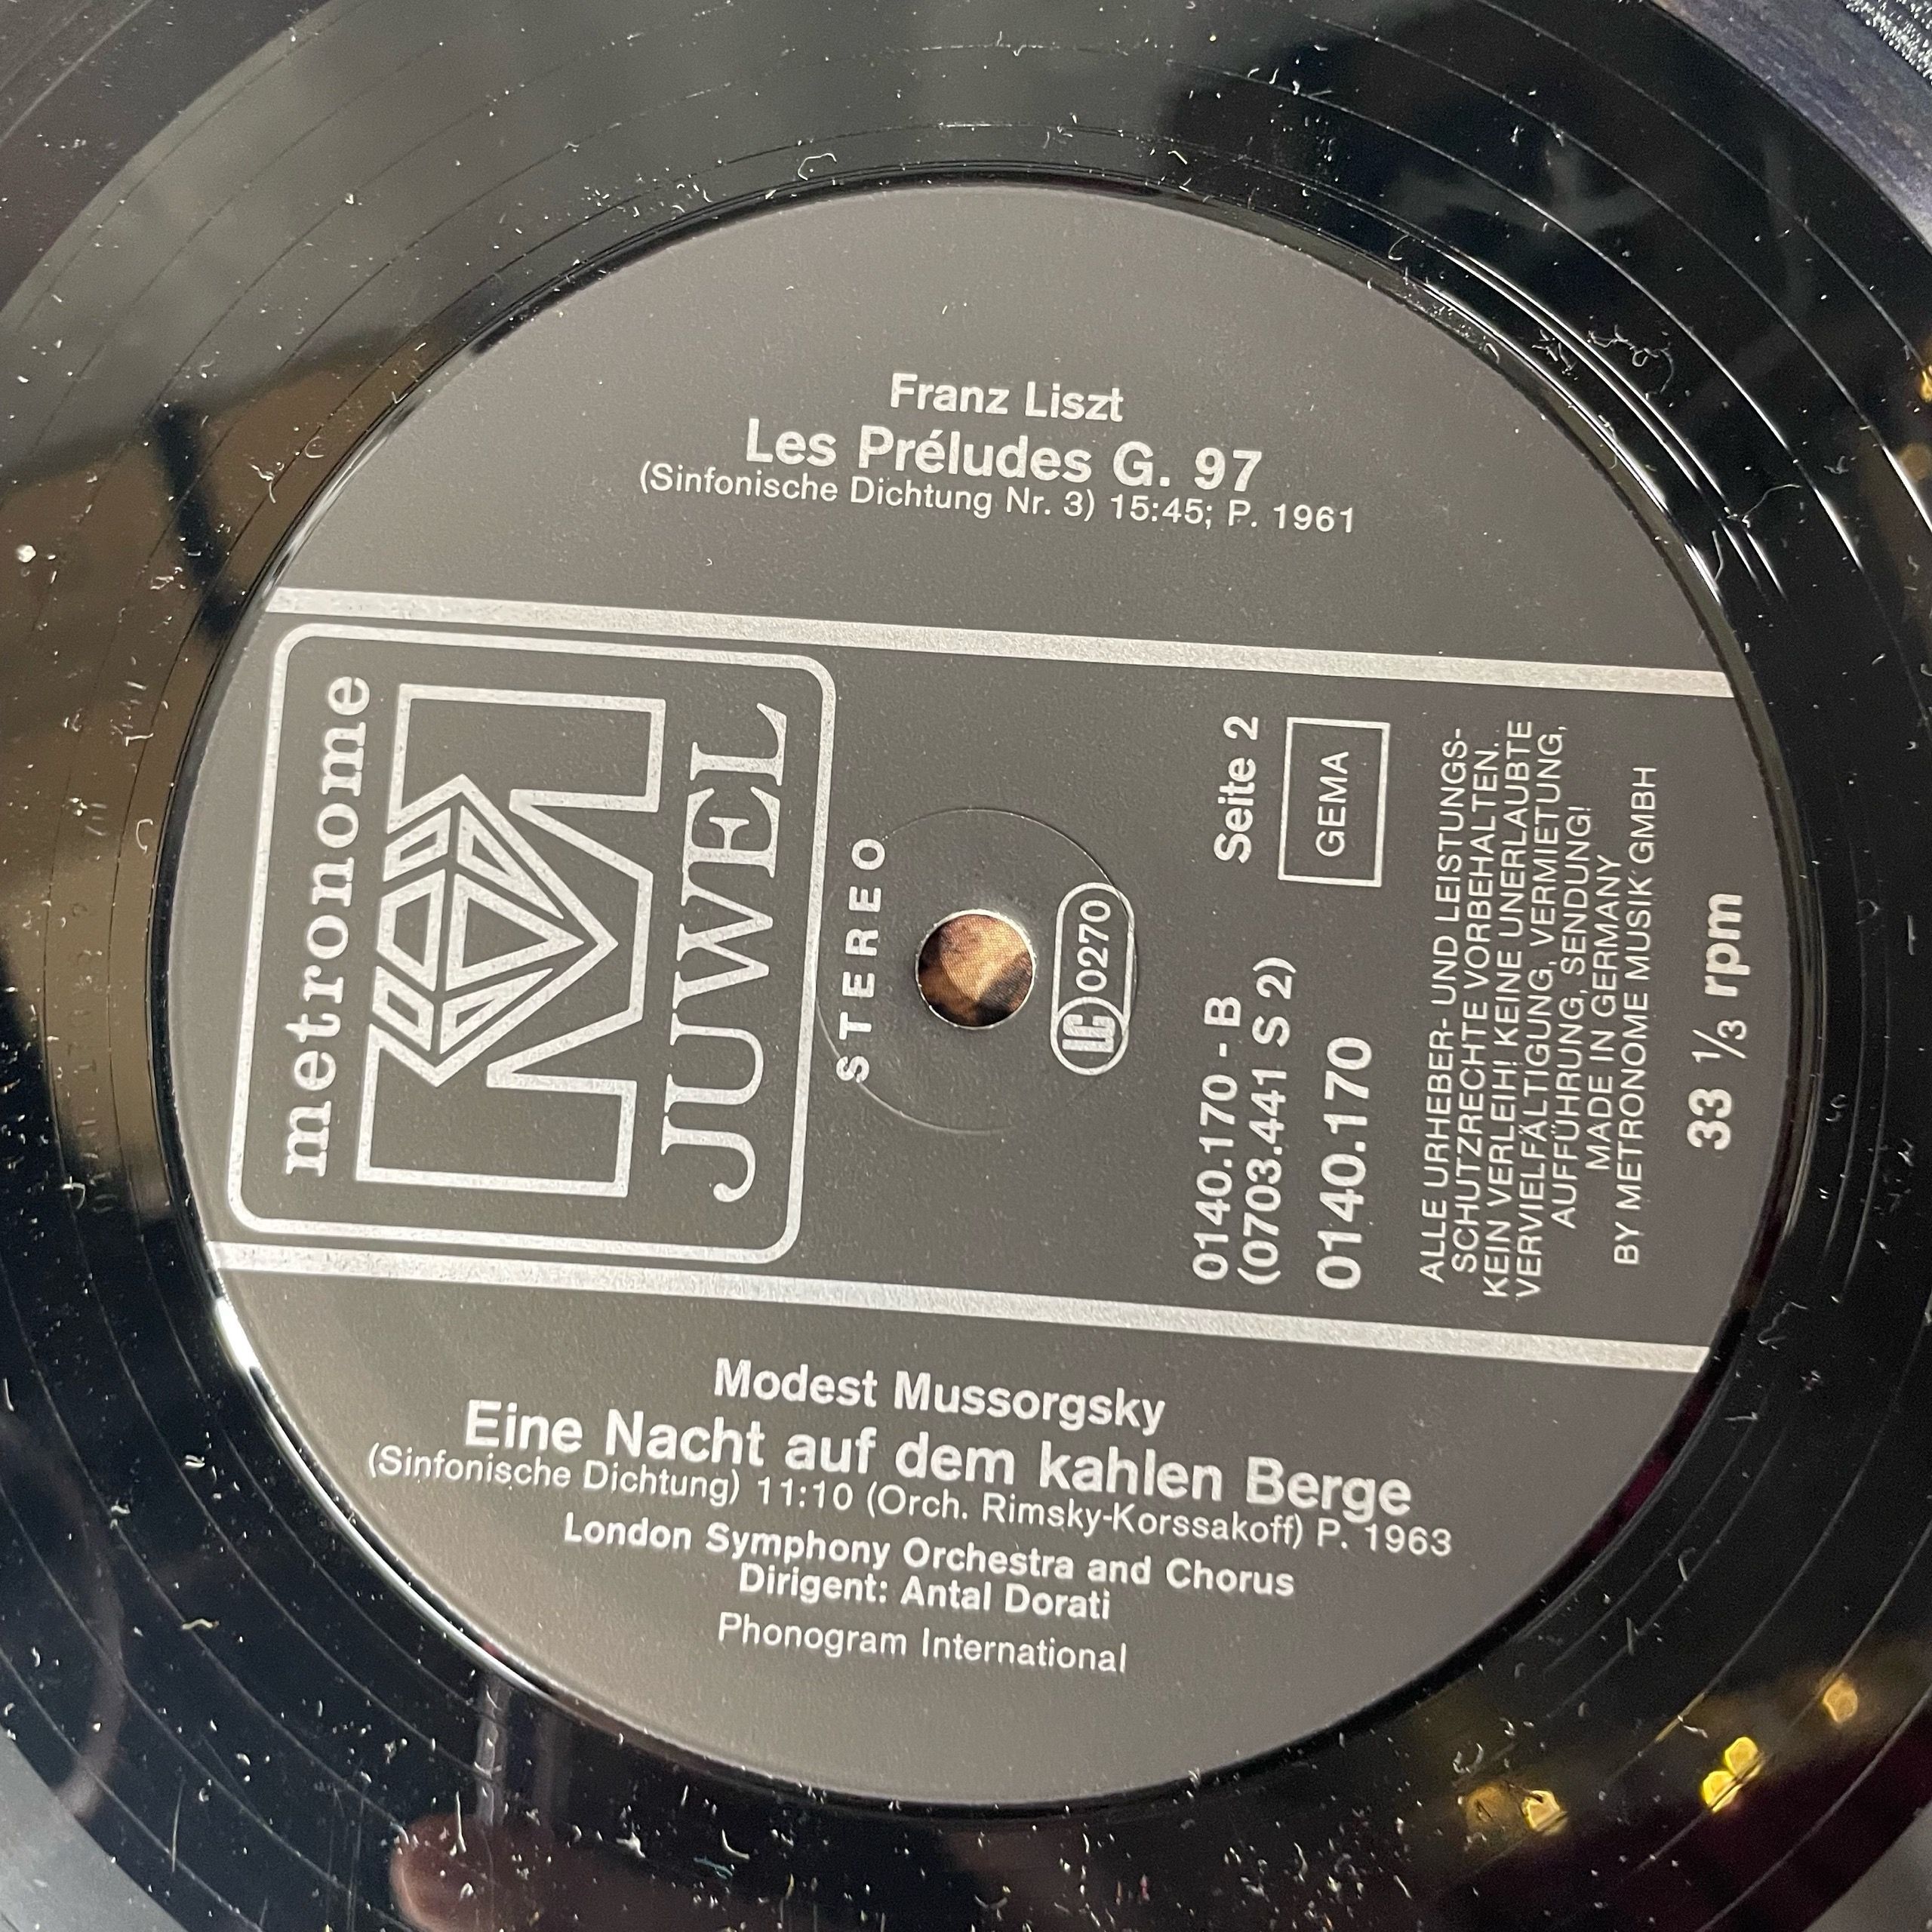 Franz Liszt
Les Préludes G. 97
(Sinfonische Dichtung Nr. 3) 15:45; P. 1961
metronome
JUWEL
STEREO
LC 0270
0140.170 - B Seite 2
(0703.441 S 2)
0140.170
GEMA
ALLE URHEBER- UND LEISTUNGS-
SCHUTZRECHTE VORBEHALTEN.
KEIN VERLEIH! KEINE UNERLAUBTE
VERVIELFÄLTIGUNG, VERMIETUNG,
AUFFÜHRUNG, SENDUNG!
MADE IN GERMANY
BY METRONOME MUSIK GMBH
33 ⅓ rpm
Modest Mussorgsky
Eine Nacht auf dem kahlen Berge
(Sinfonische Dichtung) 11:10 (Orch. Rimsky-Korssakoff) P. 1963
London Symphony Orchestra and Chorus
Dirigent: Antal Dorati
Phonogram International